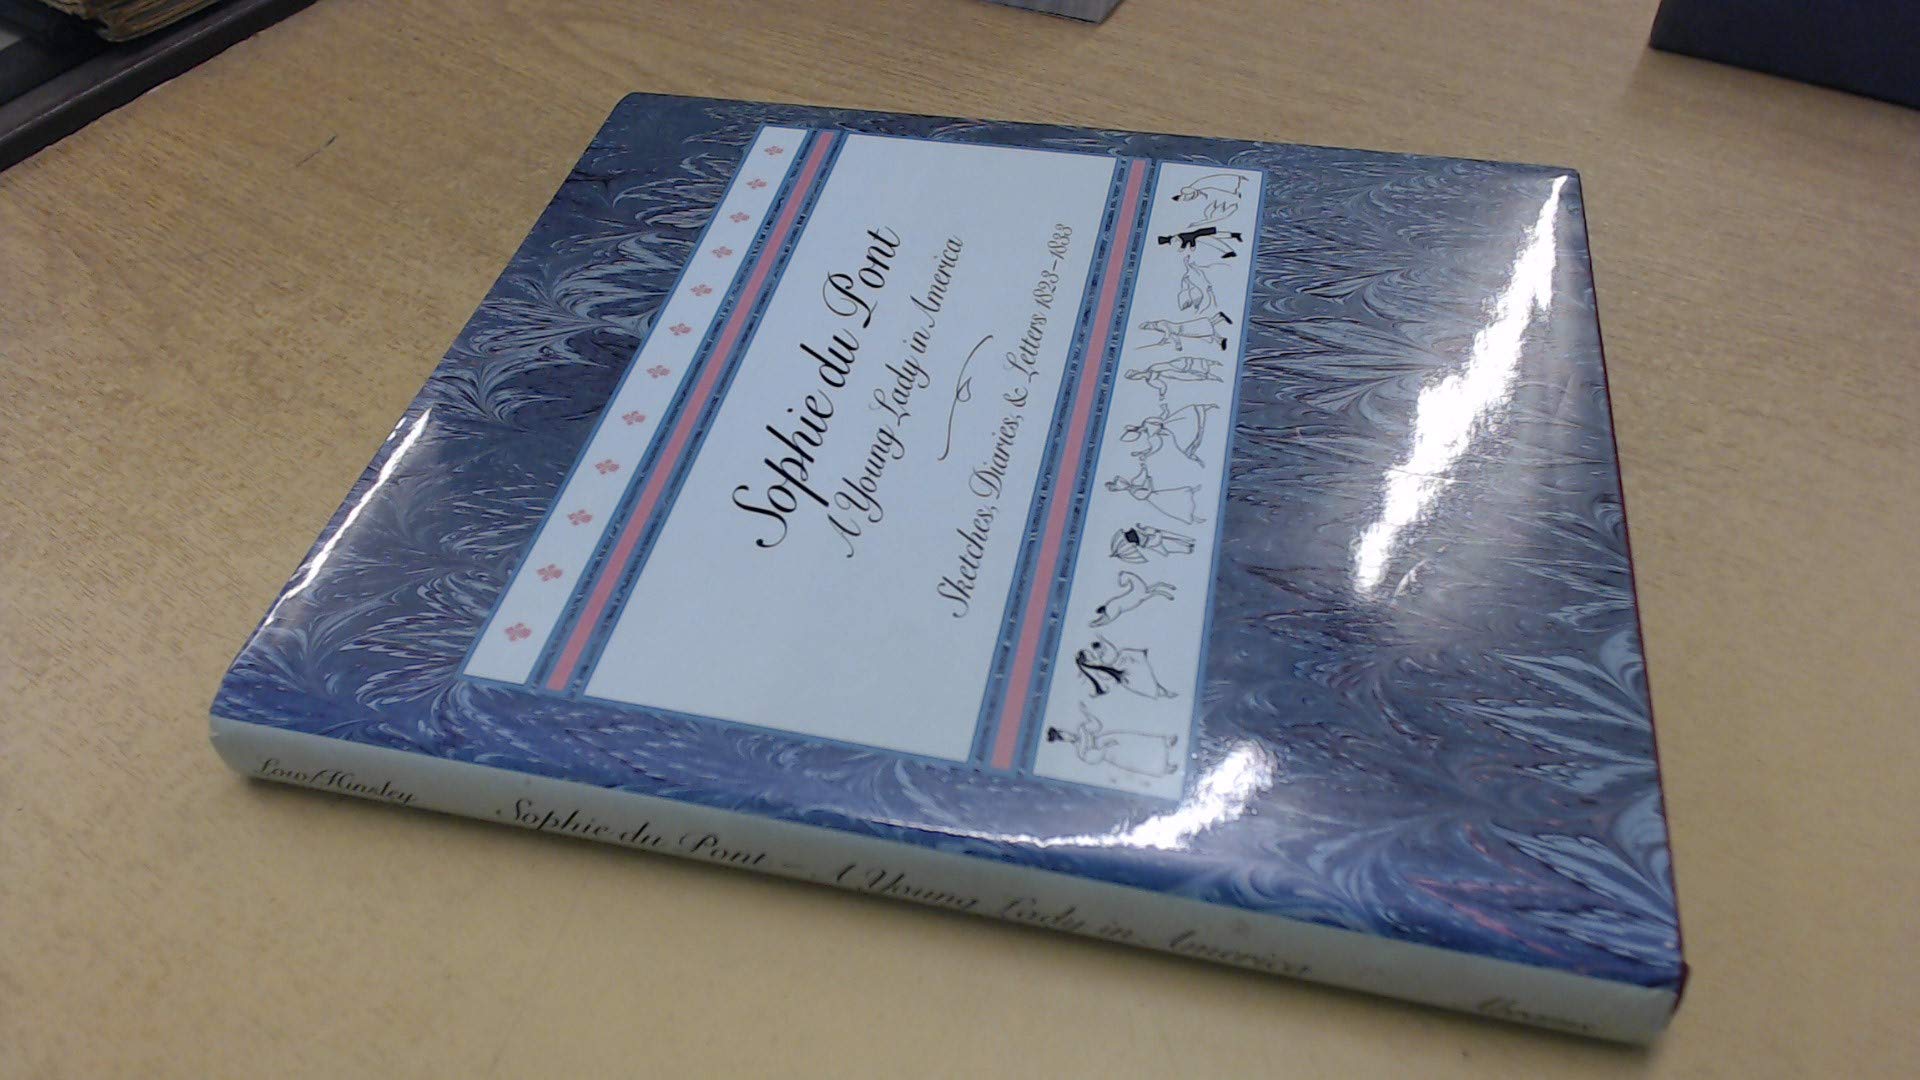 Sophie du Pont
A Young Lady in America
Sketches, Diaries, & Letters 1823-1833
Low/Hinsley
Sophie du Pont – A Young Lady in America